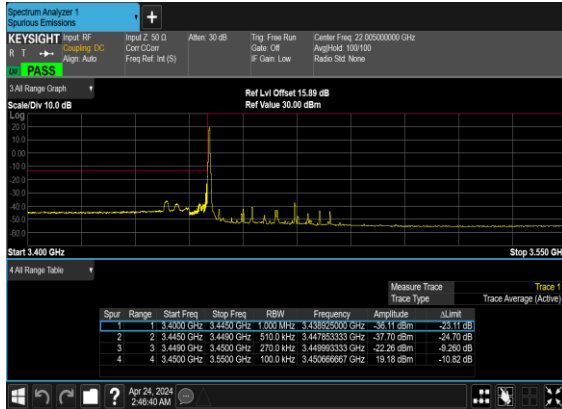 Spectrum Analyzer 1
Spurious Emissions
KEYSIGHT Input: RF Input Z: 50 Ω Atten: 30 dB Trig: Free Run Center Freq: 22.005000000 GHz
R T Coupling: DC Corr CCorr Gate: Off Avg|Hold: 100/100
Align: Auto Freq Ref: Int (S) IF Gain: Low Radio Std: None
LXI PASS
3 All Range Graph Ref Lvl Offset 15.89 dB
Scale/Div 10.0 dB Ref Value 30.00 dBm
Log
20.0
10.0
0.00
-10.0
-20.0
-30.0
-40.0
-50.0
-60.0
Start 3.400 GHz Stop 3.550 GH
4 All Range Table
Measure Trace Trace 1
Trace Type Trace Average (Active)
Spur Range Start Freq Stop Freq RBW Frequency Amplitude ΔLimit
1 1 3.4000 GHz 3.4450 GHz 1.000 MHz 3.438925000 GHz -36.11 dBm -23.11 dB
2 2 3.4450 GHz 3.4490 GHz 510.0 kHz 3.447853333 GHz -37.70 dBm -24.70 dB
3 3 3.4490 GHz 3.4500 GHz 270.0 kHz 3.449993333 GHz -22.26 dBm -9.260 dB
4 4 3.4500 GHz 3.5500 GHz 100.0 kHz 3.450666667 GHz 19.18 dBm -10.82 dB
? Apr 24, 2024
2:46:40 AM